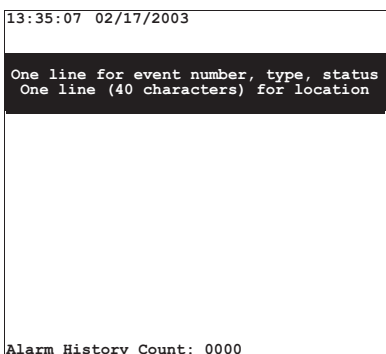 13:35:07 02/17/2003
One line for event number, type, status
One line (40 characters) for location
Alarm History Count: 0000